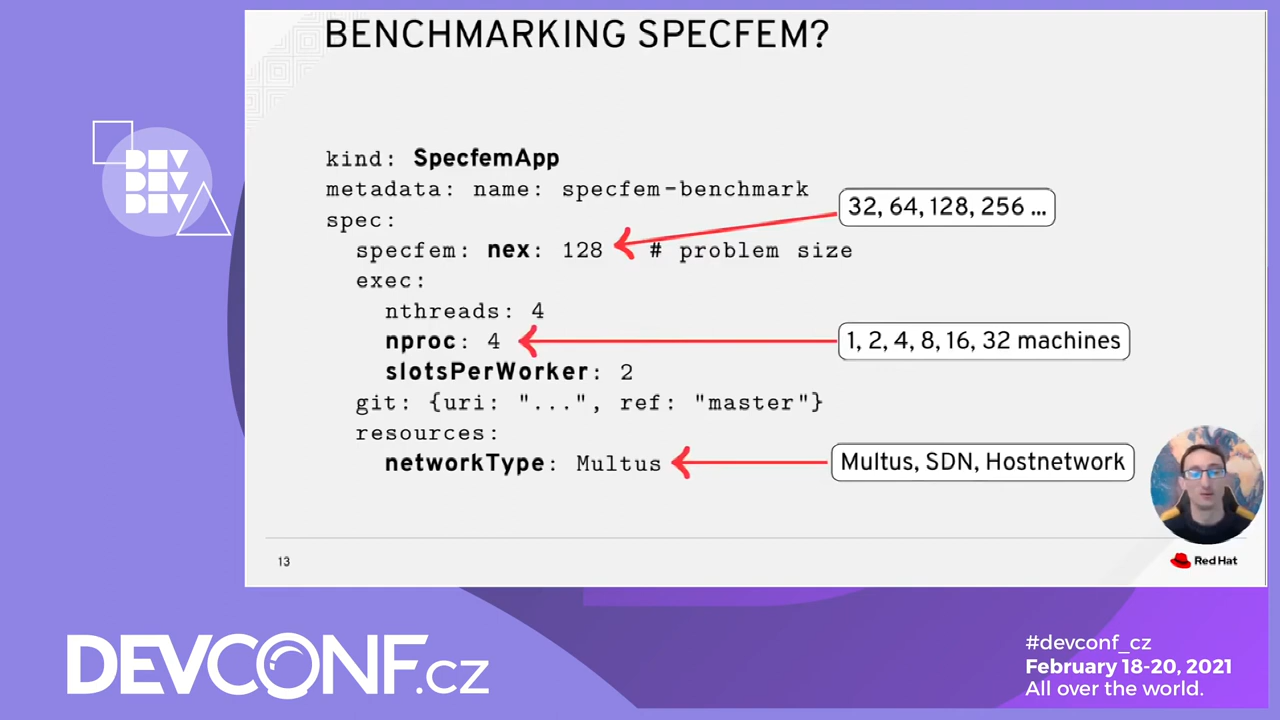 BENCHMARKING SPECFEM?
DEV
DEV
DEV
kind: SpecfemApp
metadata: name: specfem-benchmark
32, 64, 128, 256 ...
spec:
specfem: nex: 128 # problem size
exec:
nthreads: 4
nproc: 4
1, 2, 4, 8, 16, 32 machines
slotsPerWorker: 2
git: {uri: "...", ref: "master"}
resources:
networkType: Multus
Multus, SDN, Hostnetwork
13
Red Hat
DEVCONF.cz
#devconf_cz
February 18-20, 2021
All over the world.